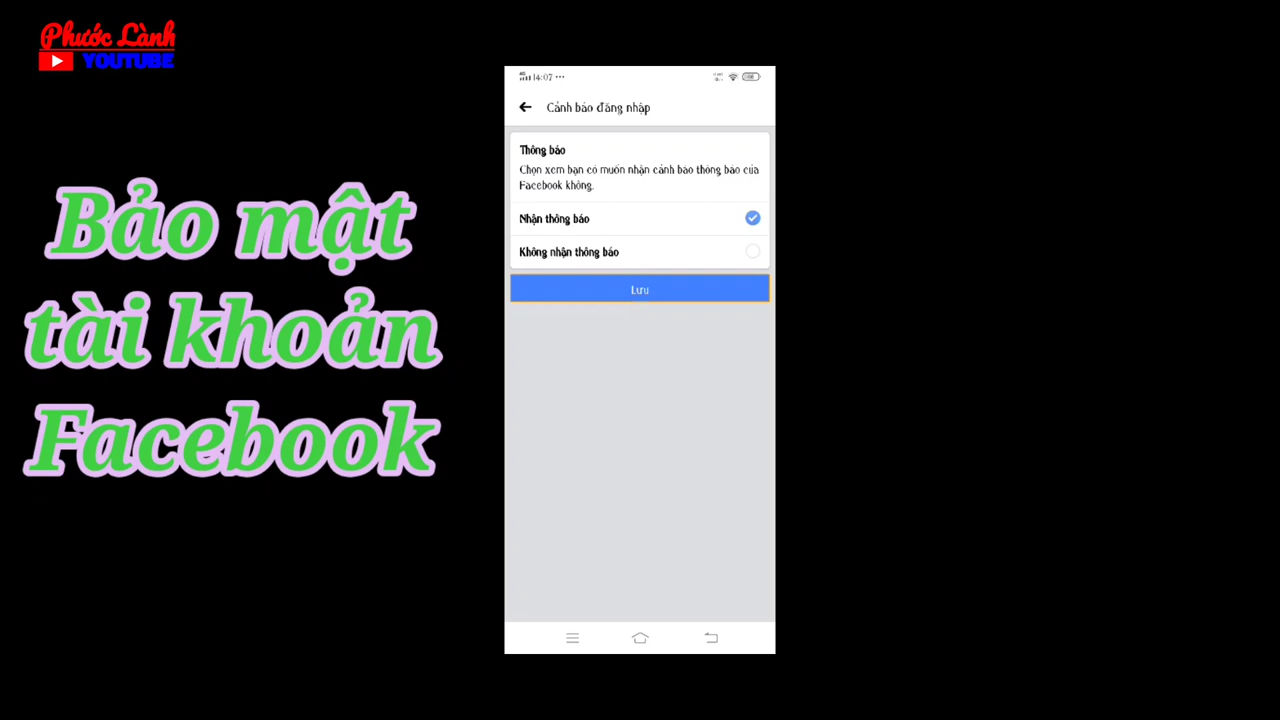 Phước Lành
YOUTUBE
Bảo mật
tài khoản
Facebook
14:07
Cảnh báo đăng nhập
Thông báo
Chọn xem bạn có muốn nhận cảnh báo thông báo của
Facebook không.
Nhận thông báo
Không nhận thông báo
Lưu